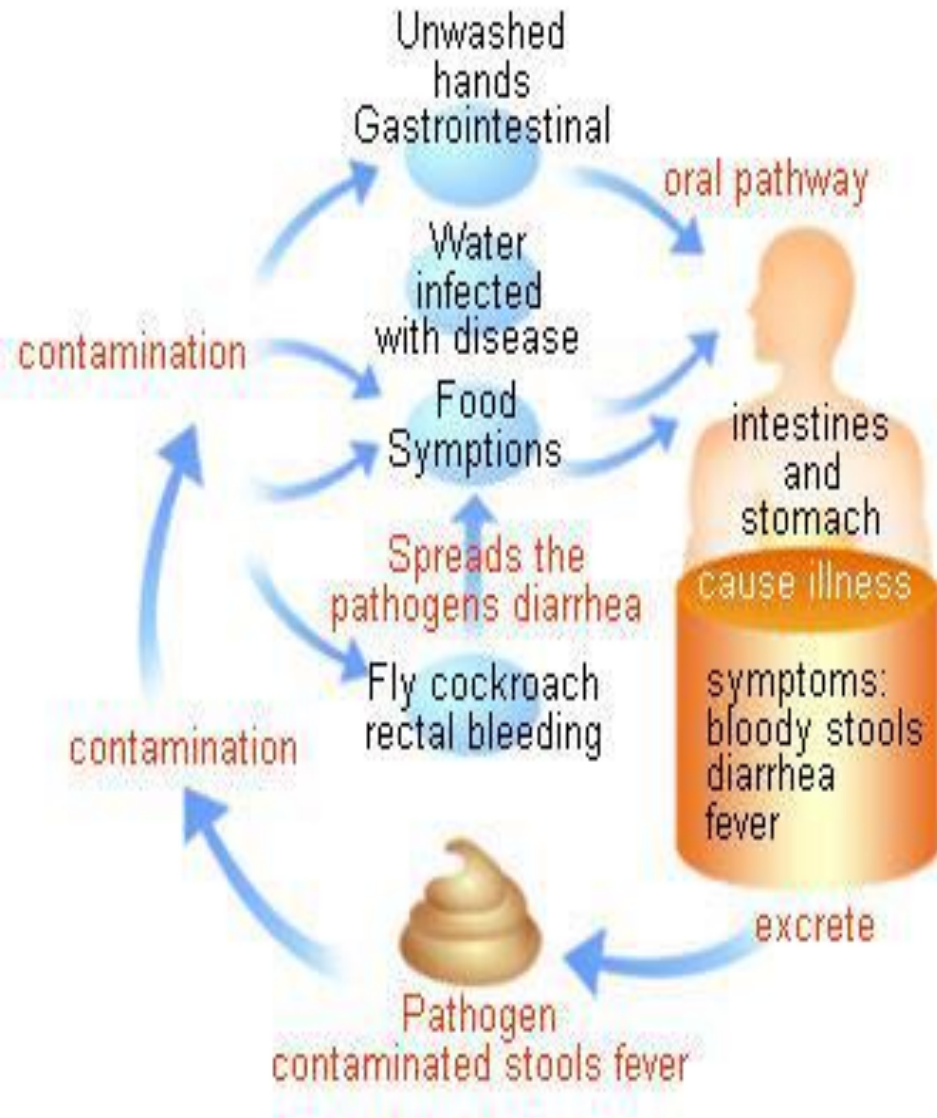 Unwashed
hands
Gastrointestinal
oral pathway
Water
infected
with disease
contamination
Food
Symptions
intestines
and
stomach
Spreads the
pathogens diarrhea
cause illness
Fly cockroach
rectal bleeding
symptoms:
bloody stools
diarrhea
fever
contamination
excrete
Pathogen
contaminated stools fever